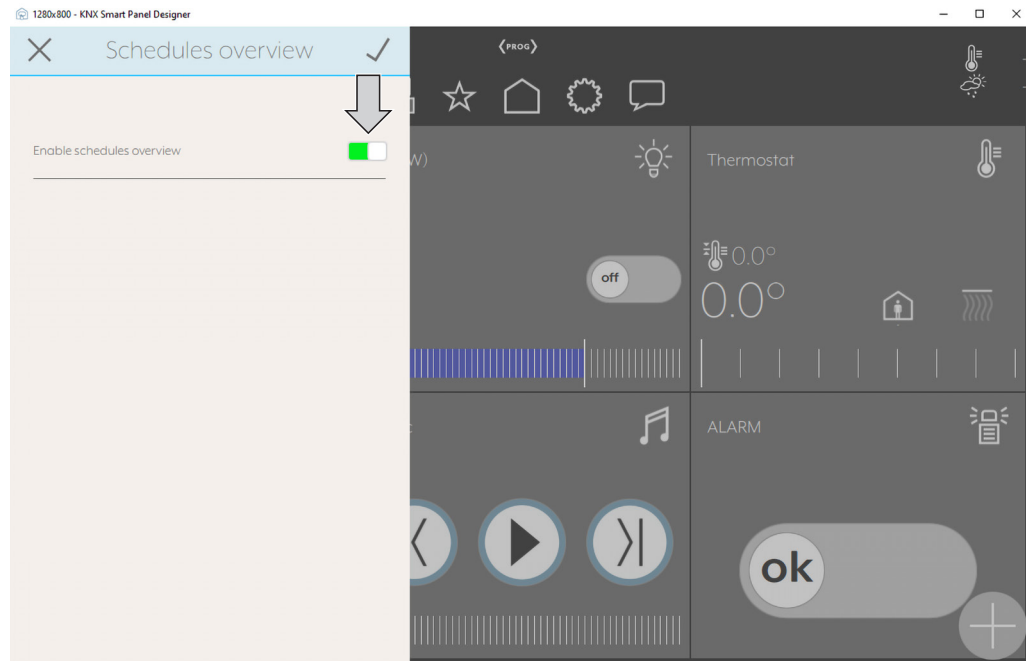 1280x800 - KNX Smart Panel Designer
Schedules overview
PROG
Enable schedules overview
W)
Thermostat
0.0°
off
0.0°
ALARM
ok